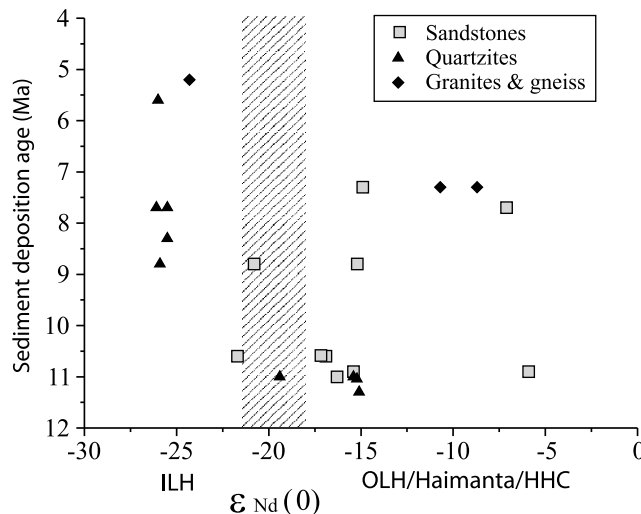 Sandstones
Quartzites
Granites & gneiss
Sediment deposition age (Ma)
4
5
6
7
8
9
10
11
12
-30 -25 -20 -15 -10 -5 0
ILH OLH/Haimanta/HHC
ε Nd (0)